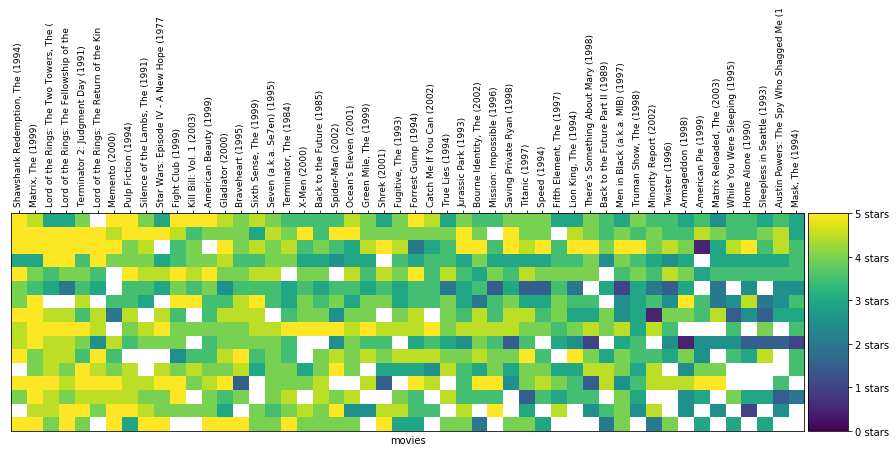 Shawshank Redemption, The (1994)
Matrix, The (1999)
Lord of the Rings: The Two Towers, The (
Lord of the Rings: The Fellowship of the
Terminator 2: Judgment Day (1991)
Lord of the Rings: The Return of the Kin
Memento (2000)
Pulp Fiction (1994)
Silence of the Lambs, The (1991)
Star Wars: Episode IV - A New Hope (1977
Fight Club (1999)
Kill Bill: Vol. 1 (2003)
American Beauty (1999)
Gladiator (2000)
Braveheart (1995)
Sixth Sense, The (1999)
Seven (a.k.a. Se7en) (1995)
Terminator, The (1984)
X-Men (2000)
Back to the Future (1985)
Spider-Man (2002)
Ocean's Eleven (2001)
Green Mile, The (1999)
Shrek (2001)
Fugitive, The (1993)
Forrest Gump (1994)
Catch Me If You Can (2002)
True Lies (1994)
Jurassic Park (1993)
Bourne Identity, The (2002)
Mission: Impossible (1996)
Saving Private Ryan (1998)
Titanic (1997)
Speed (1994)
Fifth Element, The (1997)
Lion King, The (1994)
There's Something About Mary (1998)
Back to the Future Part II (1989)
Men in Black (a.k.a. MIB) (1997)
Truman Show, The (1998)
Minority Report (2002)
Twister (1996)
Armageddon (1998)
American Pie (1999)
Matrix Reloaded, The (2003)
While You Were Sleeping (1995)
Home Alone (1990)
Sleepless in Seattle (1993)
Austin Powers: The Spy Who Shagged Me (1
Mask, The (1994)
5 stars
4 stars
3 stars
2 stars
1 stars
0 stars
movies